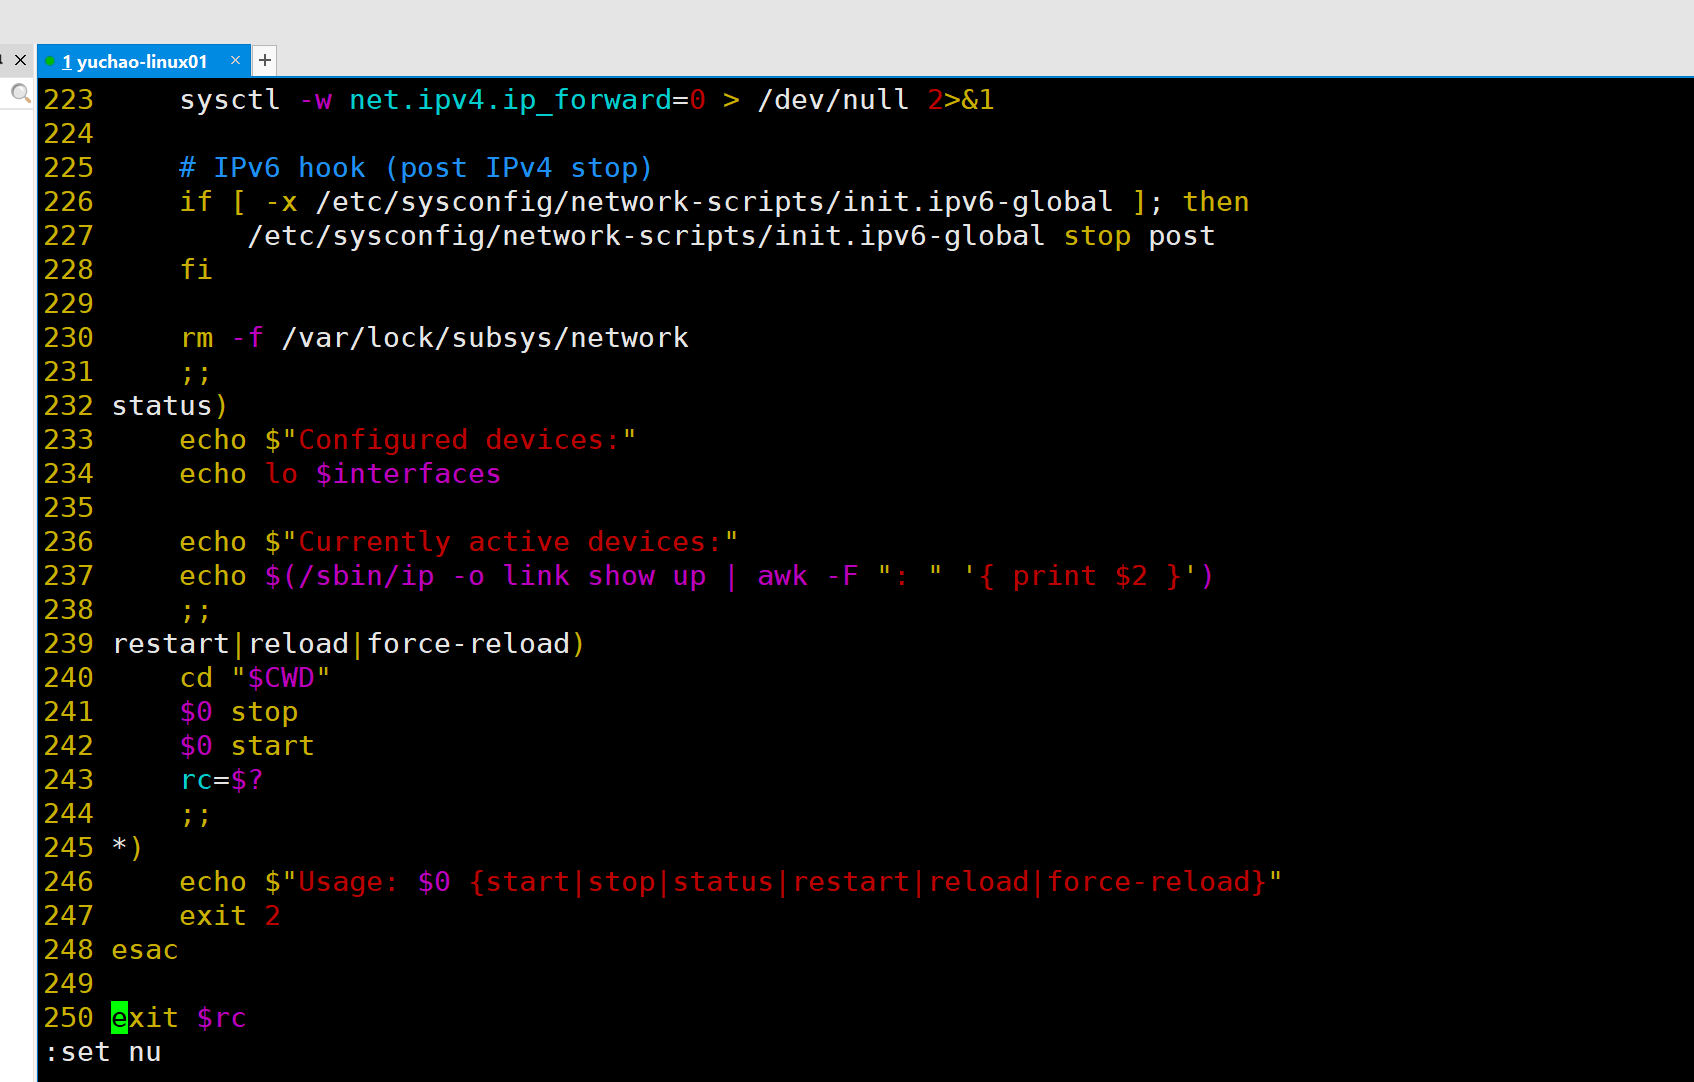 1 yuchao-linux01 × +
223     sysctl -w net.ipv4.ip_forward=0 > /dev/null 2>&1
224
225     # IPv6 hook (post IPv4 stop)
226     if [ -x /etc/sysconfig/network-scripts/init.ipv6-global ]; then
227         /etc/sysconfig/network-scripts/init.ipv6-global stop post
228     fi
229
230     rm -f /var/lock/subsys/network
231     ;;
232 status)
233     echo $"Configured devices:"
234     echo lo $interfaces
235
236     echo $"Currently active devices:"
237     echo $(/sbin/ip -o link show up | awk -F ": " '{ print $2 }')
238     ;;
239 restart|reload|force-reload)
240     cd "$CWD"
241     $0 stop
242     $0 start
243     rc=$?
244     ;;
245 *)
246     echo $"Usage: $0 {start|stop|status|restart|reload|force-reload}"
247     exit 2
248 esac
249
250 exit $rc
:set nu